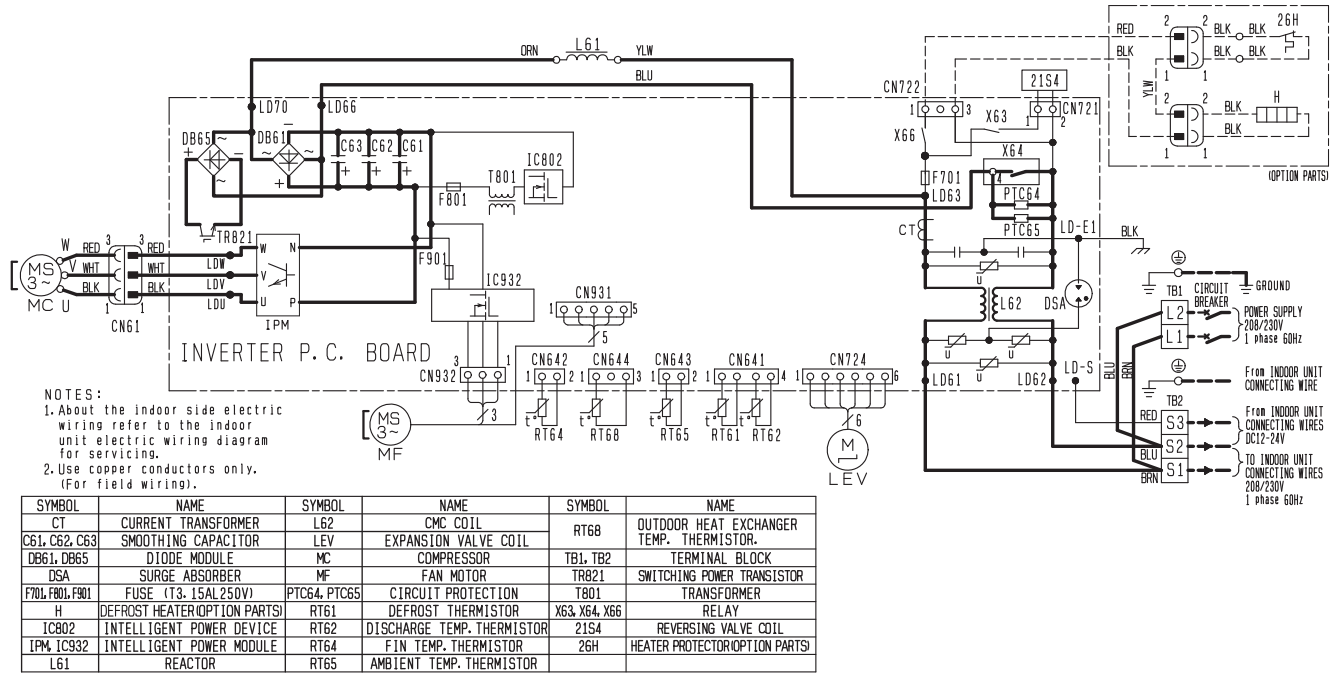 L61
ORN
YLW
BLU
RED
BLK
2
2
BLK
BLK
26H
BLK
BLK
1
1
YLW
2
2
BLK
H
BLK
1
1
(OPTION PARTS)
CN722
21S4
1
3
CN721
1
2
X63
X66
X64
LD70
LD66
DB65
DB61
C63
C62
C61
IC802
T801
F801
F701
4
LD63
PTC64
PTC65
CT
LD-E1
BLK
TR821
W
RED
3
3
RED
LDW
W
N
V
WHT
WHT
LDV
V
MS
3~
MC
U
BLK
1
1
BLK
LDU
U
P
CN61
IPM
F901
IC932
CN931
1
5
5
L62
DSA
U
U
U
U
GROUND
TB1
CIRCUIT
BREAKER
L2
L1
POWER SUPPLY
208/230V
1 phase 60Hz
INVERTER P. C. BOARD
3
1
CN932
3
CN642
1
2
CN644
1
3
CN643
1
2
CN641
1
4
CN724
1
6
LD61
LD62
LD-S
BLU
BRN
From INDOOR UNIT
CONNECTING WIRE
TB2
RED
S3
From INDOOR UNIT
CONNECTING WIRES
DC12-24V
BLU
S2
BRN
S1
TO INDOOR UNIT
CONNECTING WIRES
208/230V
1 phase 60Hz
t°
RT64
t°
RT68
t°
RT65
t°
t°
RT61
RT62
6
M
LEV
MS
3~
MF
NOTES:
1. About the indoor side electric
wiring refer to the indoor
unit electric wiring diagram
for servicing.
2. Use copper conductors only.
(For field wiring).
SYMBOL NAME SYMBOL NAME SYMBOL NAME
CT CURRENT TRANSFORMER L62 CMC COIL RT68 OUTDOOR HEAT EXCHANGER
TEMP. THERMISTOR.
C61, C62, C63 SMOOTHING CAPACITOR LEV EXPANSION VALVE COIL
DB61, DB65 DIODE MODULE MC COMPRESSOR TB1, TB2 TERMINAL BLOCK
DSA SURGE ABSORBER MF FAN MOTOR TR821 SWITCHING POWER TRANSISTOR
F701, F801, F901 FUSE (T3. 15AL250V) PTC64, PTC65 CIRCUIT PROTECTION T801 TRANSFORMER
H DEFROST HEATER(OPTION PARTS) RT61 DEFROST THERMISTOR X63, X64, X66 RELAY
IC802 INTELLIGENT POWER DEVICE RT62 DISCHARGE TEMP. THERMISTOR 21S4 REVERSING VALVE COIL
IPM, IC932 INTELLIGENT POWER MODULE RT64 FIN TEMP. THERMISTOR 26H HEATER PROTECTOR(OPTION PARTS)
L61 REACTOR RT65 AMBIENT TEMP. THERMISTOR